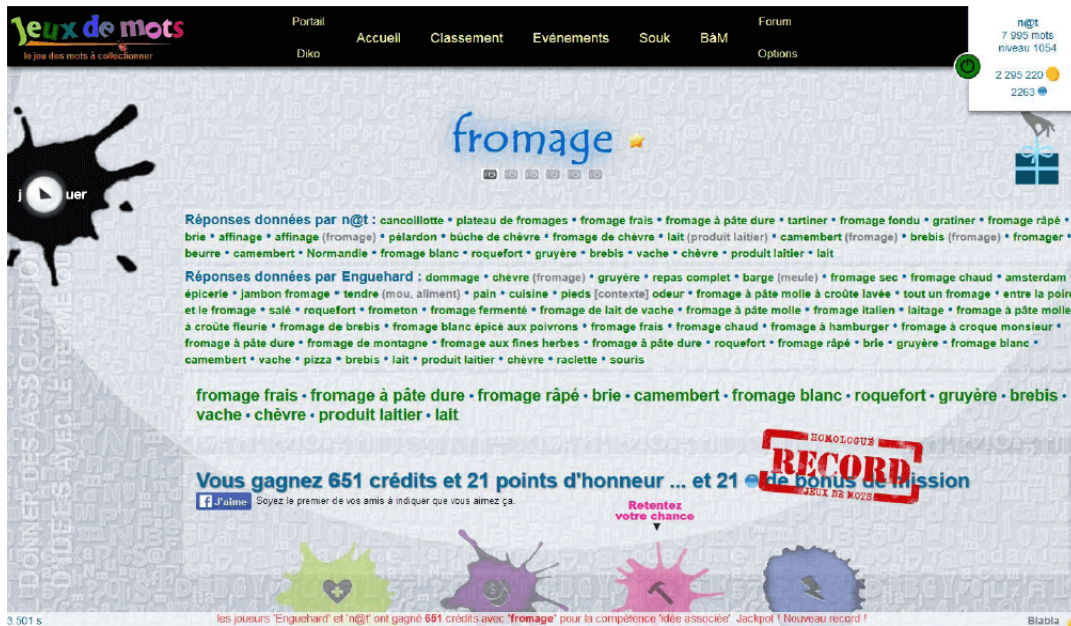 Jeux de mots
le jeu des mots à collectionner
Portail
Diko
Accueil
Classement
Evénements
Souk
BàM
Forum
Options
n@t
7 995 mots
niveau 1054
2 295 220
2263
fromage
j uer
Réponses données par n@t : cancoillotte • plateau de fromages • fromage frais • fromage à pâte dure • tartiner • fromage fondu • gratiner • fromage râpé •
brie • affinage • affinage (fromage) • pélardon • bûche de chèvre • fromage de chèvre • lait (produit laitier) • camembert (fromage) • brebis (fromage) • fromager •
beurre • camembert • Normandie • fromage blanc • roquefort • gruyère • brebis • vache • chèvre • produit laitier • lait
Réponses données par Enguehard : dommage • chèvre (fromage) • gruyère • repas complet • barge (meule) • fromage sec • fromage chaud • amsterdam •
épicerie • jambon fromage • tendre (mou, aliment) • pain • cuisine • pieds [contexte] odeur • fromage à pâte molle à croûte lavée • tout un fromage • entre la poire
et le fromage • salé • roquefort • frometon • fromage fermenté • fromage de lait de vache • fromage à pâte molle • fromage italien • laitage • fromage à pâte molle
à croûte fleurie • fromage de brebis • fromage blanc épicé aux poivrons • fromage frais • fromage chaud • fromage à hamburger • fromage à croque monsieur •
fromage à pâte dure • fromage de montagne • fromage aux fines herbes • fromage à pâte dure • roquefort • fromage râpé • brie • gruyère • fromage blanc •
camembert • vache • pizza • brebis • lait • produit laitier • chèvre • raclette • souris
fromage frais • fromage à pâte dure • fromage râpé • brie • camembert • fromage blanc • roquefort • gruyère • brebis •
vache • chèvre • produit laitier • lait
HOMOLOGUÉ
RECORD
JEUX DE MOTS
Vous gagnez 651 crédits et 21 points d'honneur ... et 21 de bonus de mission
J'aime Soyez le premier de vos amis à indiquer que vous aimez ça.
Retentez
votre chance
DONNER DES ASSOCIATIO
D'IDÉES AVEC LE TERME
3.501 s
les joueurs 'Enguehard' et 'n@t' ont gagné 651 crédits avec 'fromage' pour la compétence 'idée associée'. Jackpot ! Nouveau record !
Blabla